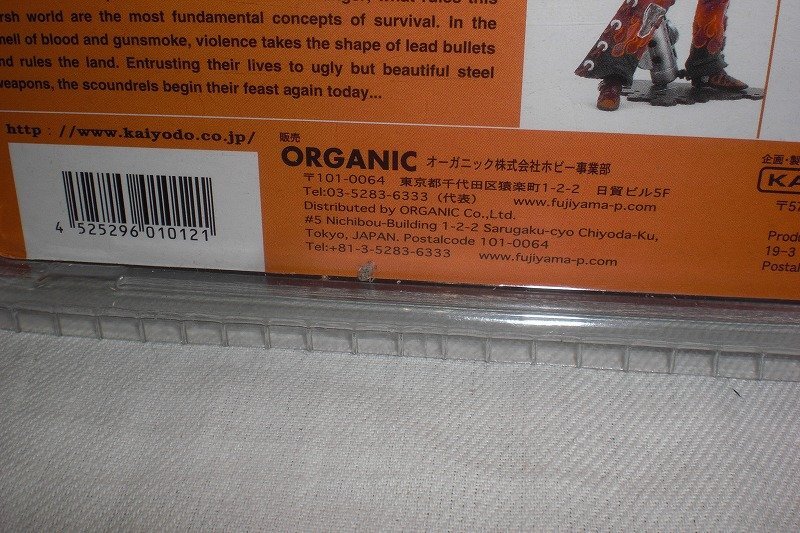 what rules this
rsh world are the most fundamental concepts of survival. In the
mell of blood and gunsmoke, violence takes the shape of lead bullets
nd rules the land. Entrusting their lives to ugly but beautiful steel
weapons, the scoundrels begin their feast again today...
http://www.kaiyodo.co.jp/
4 525296 010121
販売
ORGANIC オーガニック株式会社ホビー事業部
〒101-0064 東京都千代田区猿楽町1-2-2 日貿ビル5F
Tel:03-5283-6333 (代表) www.fujiyama-p.com
Distributed by ORGANIC Co.,Ltd.
#5 Nichibou-Building 1-2-2 Sarugaku-cyo Chiyoda-Ku,
Tokyo, JAPAN. Postalcode 101-0064
Tel:+81-3-5283-6333 www.fujiyama-p.com
企画・製
KA
〒57
Produ
19-3
Postal